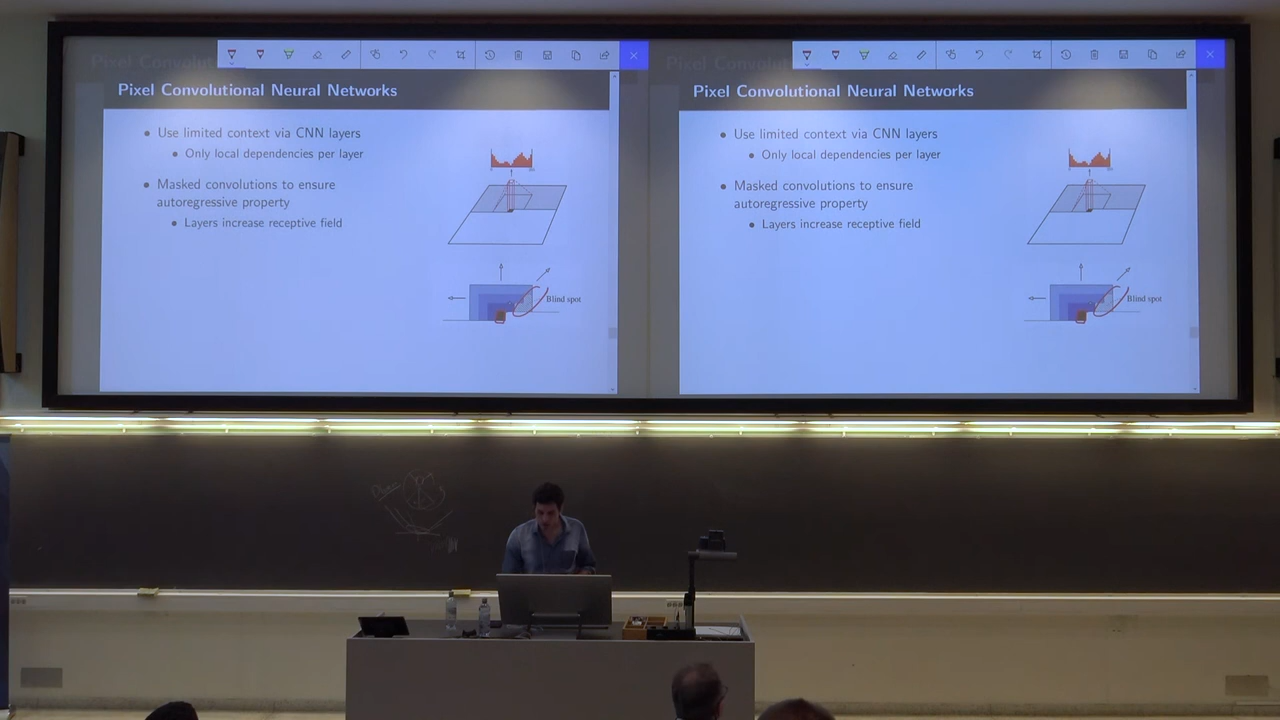 Pixel Convolutional Neural Networks
• Use limited context via CNN layers
• Only local dependencies per layer
• Masked convolutions to ensure
autoregressive property
• Layers increase receptive field
Blind spot
Pixel Convolutional Neural Networks
• Use limited context via CNN layers
• Only local dependencies per layer
• Masked convolutions to ensure
autoregressive property
• Layers increase receptive field
Blind spot